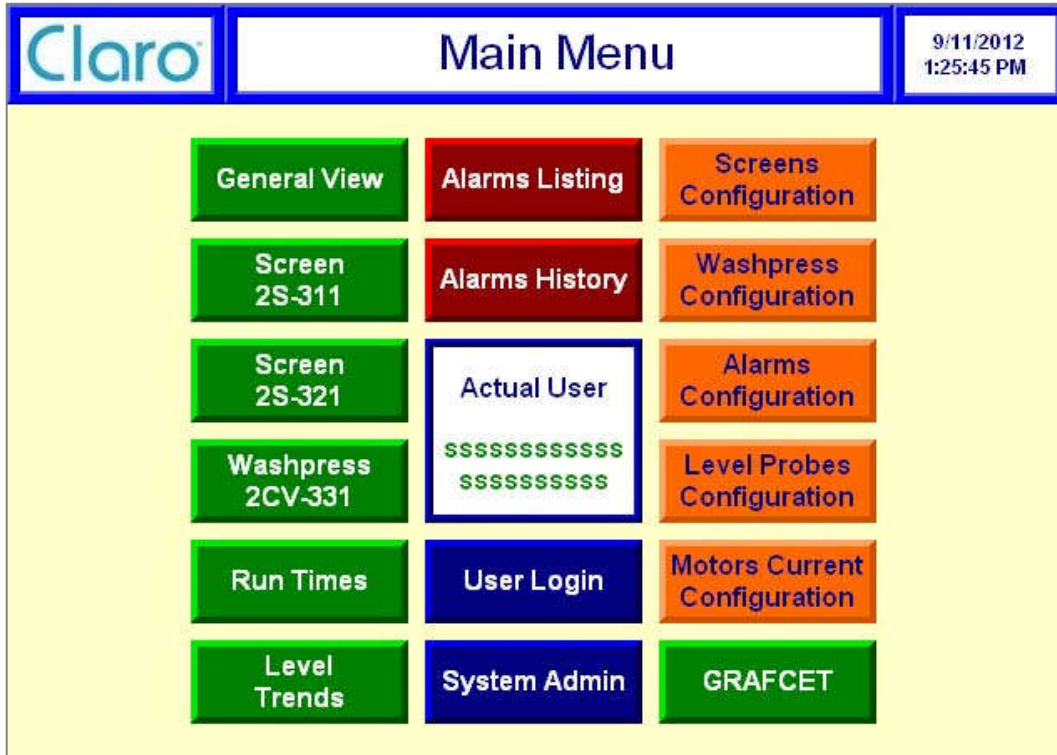 Claro
Main Menu
9/11/2012
1:25:45 PM
General View
Alarms Listing
Screens
Configuration
Screen
2S-311
Alarms History
Washpress
Configuration
Screen
2S-321
Actual User
ssssssssssss
ssssssssss
Alarms
Configuration
Washpress
2CV-331
Level Probes
Configuration
Run Times
User Login
Motors Current
Configuration
Level
Trends
System Admin
GRAFCET